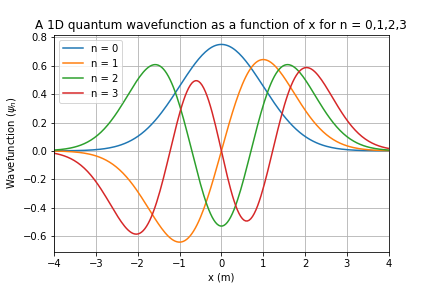 A 1D quantum wavefunction as a function of x for n = 0,1,2,3
Wavefunction (ψₙ)
0.8
0.6
0.4
0.2
0.0
−0.2
−0.4
−0.6
n = 0
n = 1
n = 2
n = 3
−4
−3
−2
−1
0
1
2
3
4
x (m)